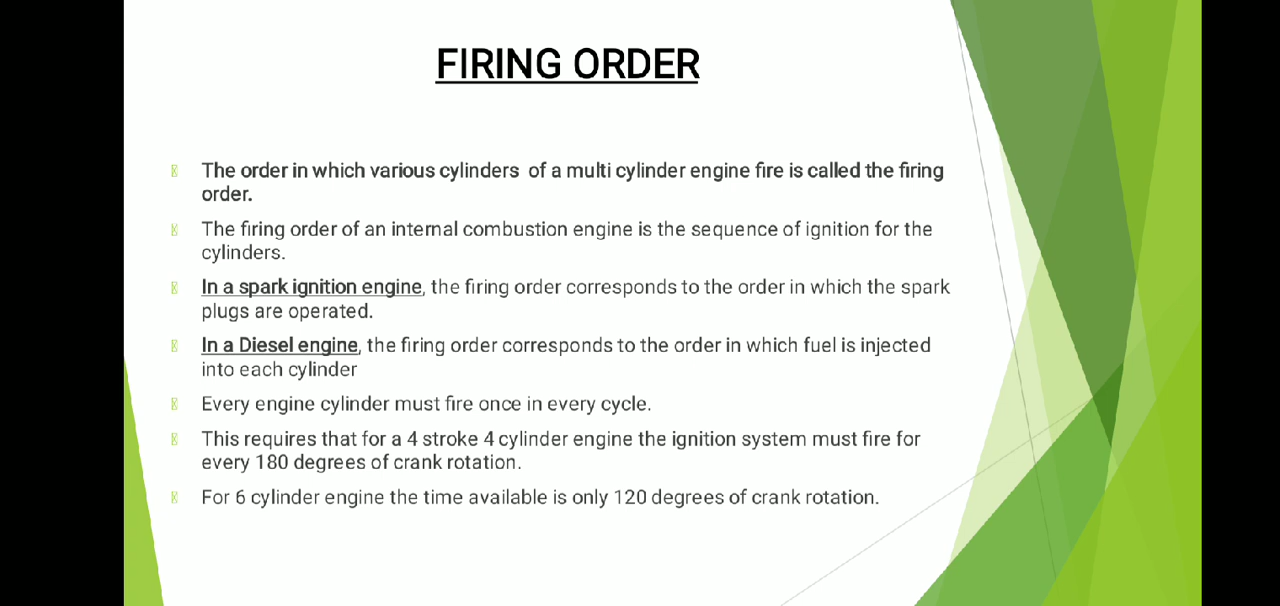 FIRING ORDER
The order in which various cylinders of a multi cylinder engine fire is called the firing
order.
The firing order of an internal combustion engine is the sequence of ignition for the
cylinders.
In a spark ignition engine, the firing order corresponds to the order in which the spark
plugs are operated.
In a Diesel engine, the firing order corresponds to the order in which fuel is injected
into each cylinder
Every engine cylinder must fire once in every cycle.
This requires that for a 4 stroke 4 cylinder engine the ignition system must fire for
every 180 degrees of crank rotation.
For 6 cylinder engine the time available is only 120 degrees of crank rotation.